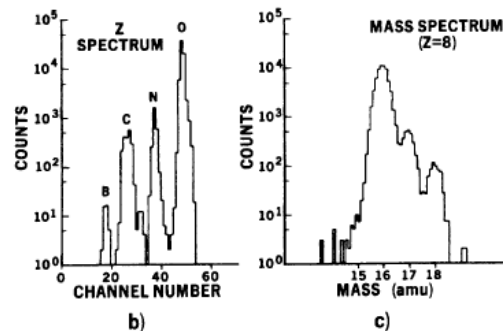 Z
SPECTRUM
O
N
C
B
COUNTS
10⁵
10⁴
10³
10²
10¹
10⁰
0 20 40 60
CHANNEL NUMBER
b)
MASS SPECTRUM
(Z=8)
COUNTS
10⁵
10⁴
10³
10²
10¹
10⁰
15 16 17 18
MASS (amu)
c)